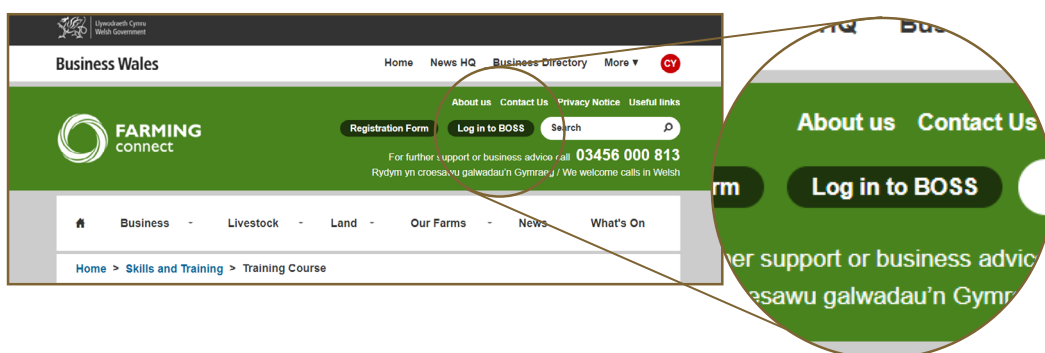 Llywodraeth Cymru
Welsh Government
Business Wales
Home News HQ Business Directory More ▼ CY
About us Contact Us Privacy Notice Useful links
FARMING
connect
Registration Form Log in to BOSS Search
For further support or business advice call 03456 000 813
Rydym yn croesawu galwadau'n Gymraeg / We welcome calls in Welsh
Business Livestock Land Our Farms News What's On
Home > Skills and Training > Training Course
HQ Bus
About us Contact Us
rm Log in to BOSS
her support or business advic
esawu galwadau'n Gymr